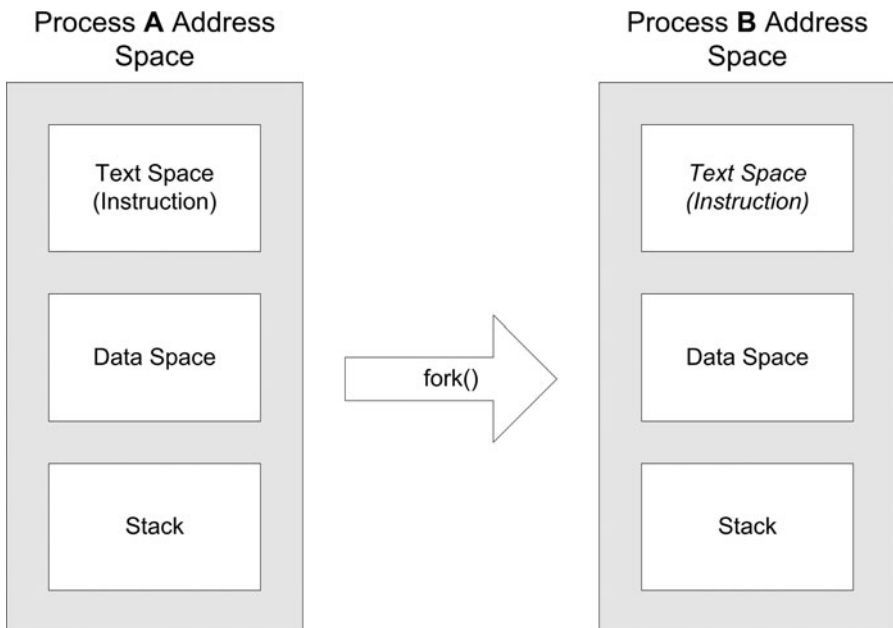 Process A Address
Space
Text Space
(Instruction)
Data Space
Stack
fork()
Process B Address
Space
Text Space
(Instruction)
Data Space
Stack